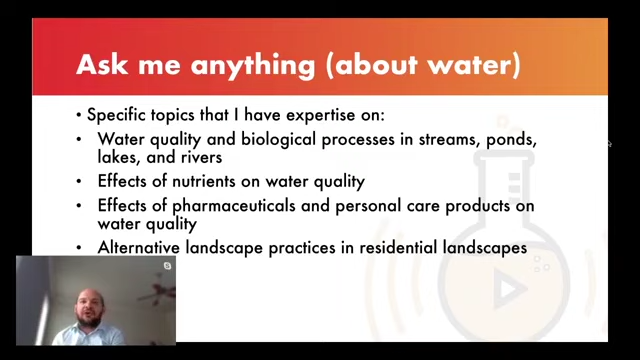 Ask me anything (about water)
• Specific topics that I have expertise on:
• Water quality and biological processes in streams, ponds,
lakes, and rivers
• Effects of nutrients on water quality
• Effects of pharmaceuticals and personal care products on
water quality
• Alternative landscape practices in residential landscapes